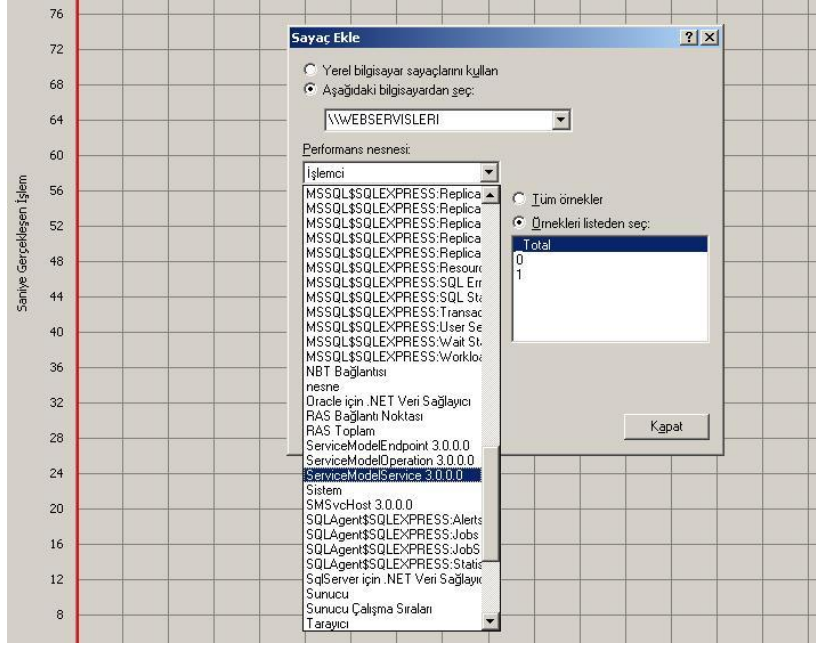 76
72
68
64
60
56
52
48
44
40
36
32
28
24
20
16
12
8
Saniye Gerçekleşen İşlem
Sayaç Ekle
Yerel bilgisayar sayaçlarını kullan
Aşağıdaki bilgisayardan seç:
\\WEBSERVISLERI
Performans nesnesi:
İşlemci
MSSQL$SQLEXPRESS:Replica
MSSQL$SQLEXPRESS:Replica
MSSQL$SQLEXPRESS:Replica
MSSQL$SQLEXPRESS:Replica
MSSQL$SQLEXPRESS:Replica
MSSQL$SQLEXPRESS:Resour
MSSQL$SQLEXPRESS:SQL Err
MSSQL$SQLEXPRESS:SQL Sta
MSSQL$SQLEXPRESS:Transac
MSSQL$SQLEXPRESS:User Se
MSSQL$SQLEXPRESS:Wait St
MSSQL$SQLEXPRESS:Workloa
NBT Bağlantısı
nesne
Oracle için .NET Veri Sağlayıcı
RAS Bağlantı Noktası
RAS Toplam
ServiceModelEndpoint 3.0.0.0
ServiceModelOperation 3.0.0.0
ServiceModelService 3.0.0.0
Sistem
SMSvcHost 3.0.0.0
SQLAgent$SQLEXPRESS:Alerts
SQLAgent$SQLEXPRESS:Jobs
SQLAgent$SQLEXPRESS:JobS
SQLAgent$SQLEXPRESS:Statis
SqlServer için .NET Veri Sağlayıc
Sunucu
Sunucu Çalışma Sıraları
Tarayıcı
Tüm örnekler
Örnekleri listeden seç:
_Total
0
1
Kapat